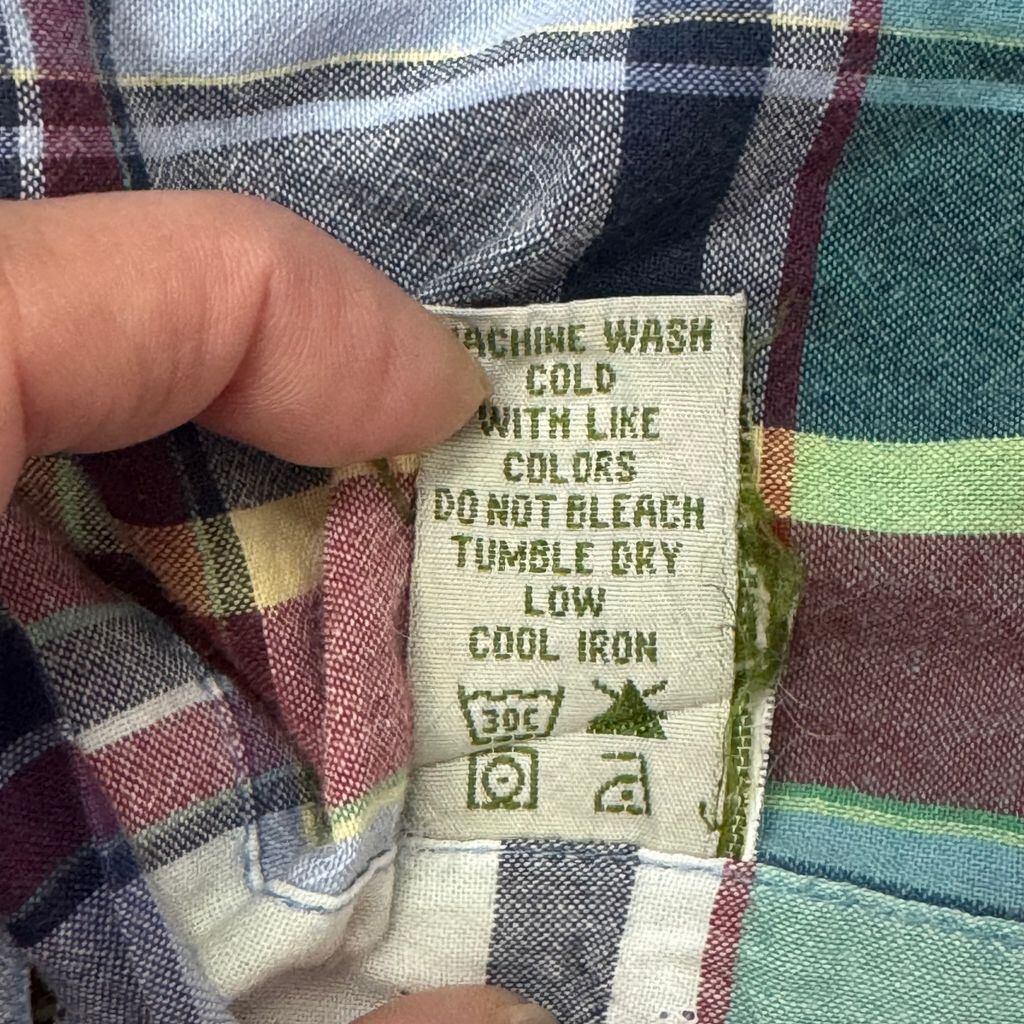 MACHINE WASH
COLD
WITH LIKE
COLORS
DO NOT BLEACH
TUMBLE DRY
LOW
COOL IRON
30C